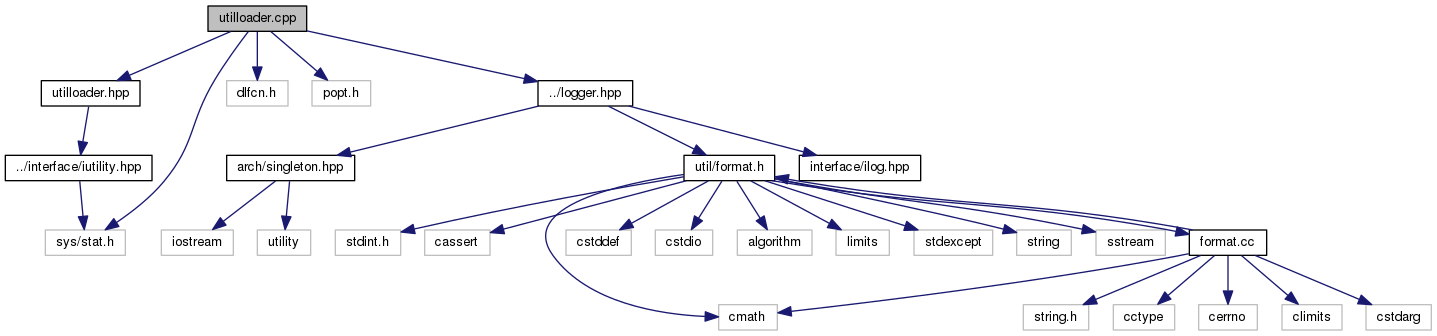 utilloader.cpp
utilloader.hpp
dlfcn.h
popt.h
../logger.hpp
../interface/iutility.hpp
arch/singleton.hpp
util/format.h
interface/ilog.hpp
sys/stat.h
iostream
utility
stdint.h
cassert
cstddef
cstdio
algorithm
limits
stdexcept
string
sstream
format.cc
cmath
string.h
cctype
cerrno
climits
cstdarg